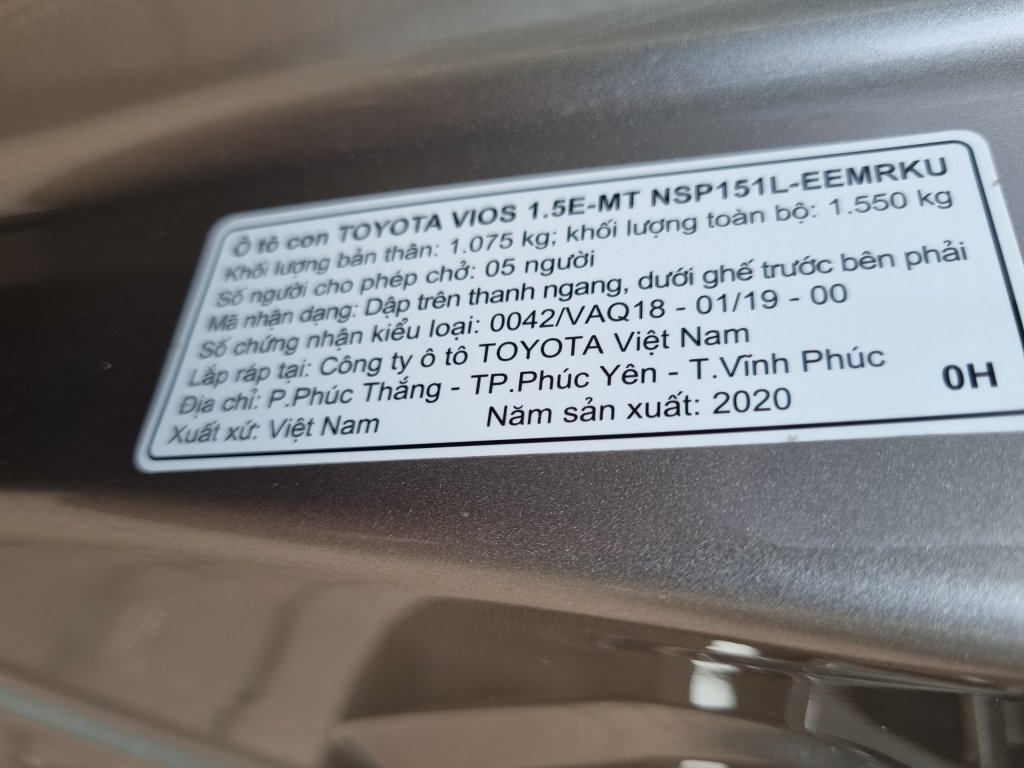 Ô tô con TOYOTA VIOS 1.5E-MT NSP151L-EEMRKU
Khối lượng bản thân: 1.075 kg; khối lượng toàn bộ: 1.550 kg
Số người cho phép chở: 05 người
Mã nhận dạng: Dập trên thanh ngang, dưới ghế trước bên phải
Số chứng nhận kiểu loại: 0042/VAQ18 - 01/19 - 00
Lắp ráp tại: Công ty ô tô TOYOTA Việt Nam
Địa chỉ: P.Phúc Thắng - TP.Phúc Yên - T.Vĩnh Phúc
Xuất xứ: Việt Nam Năm sản xuất: 2020 0H